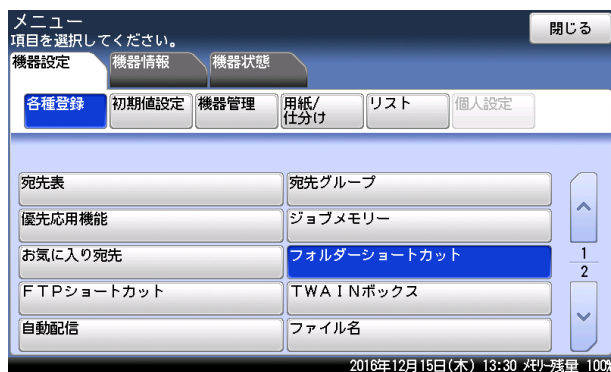 メニュー
閉じる
項目を選択してください。
機器設定 機器情報 機器状態
各種登録 初期値設定 機器管理 用紙/ リスト 個人設定
仕分け
宛先表 宛先グループ
優先応用機能 ジョブメモリー
お気に入り宛先 フォルダーショートカット
1
2
ＦＴＰショートカット ＴＷＡＩＮボックス
自動配信 ファイル名
2016年12月15日(木) 13:30 ﾒﾓﾘｰ残量 100%